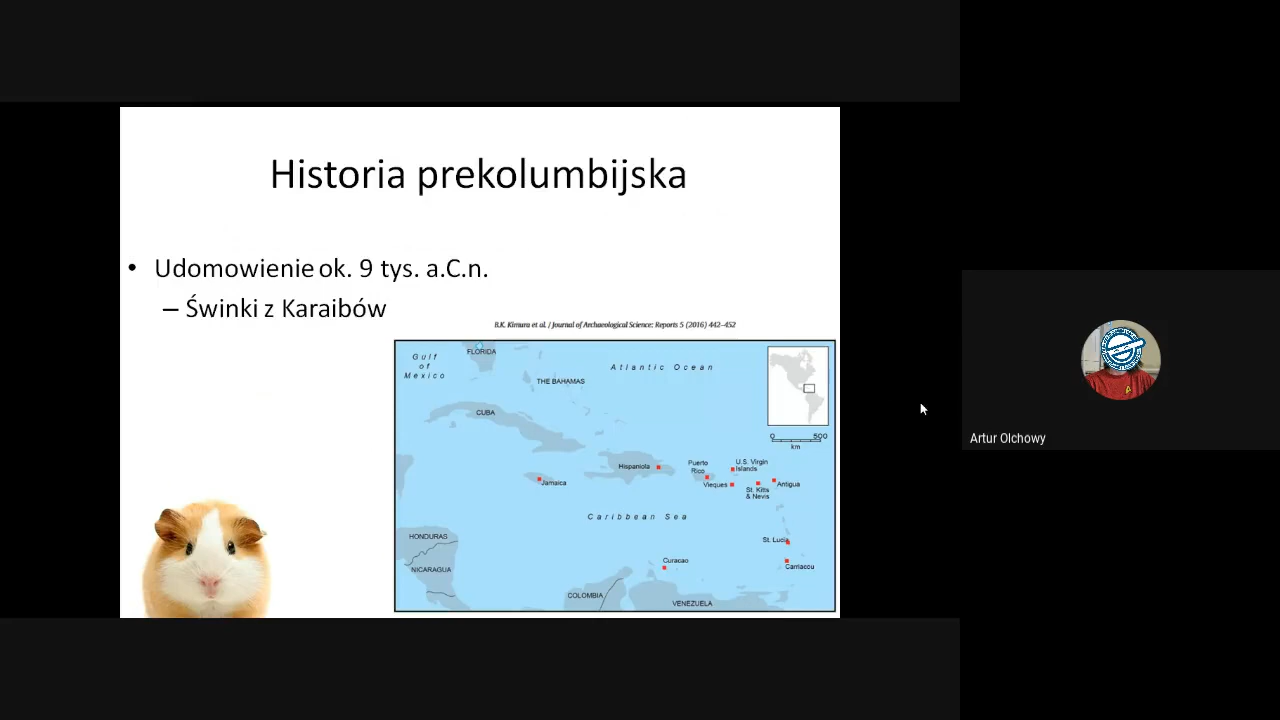 Historia prekolumbijska
• Udomowienie ok. 9 tys. a.C.n.
– Świnki z Karaibów
B.K. Kimura et al. / Journal of Archaeological Science: Reports 5 (2016) 442–452
Gulf
of
Mexico
FLORIDA
Atlantic Ocean
THE BAHAMAS
CUBA
0 500
km
Hispaniola
Puerto
Rico
U.S. Virgin
Islands
Jamaica
Vieques
St. Kitts
& Nevis
Antigua
Caribbean Sea
HONDURAS
St. Lucia
NICARAGUA
Curacao
Carriacou
COLOMBIA
VENEZUELA
Artur Olchowy